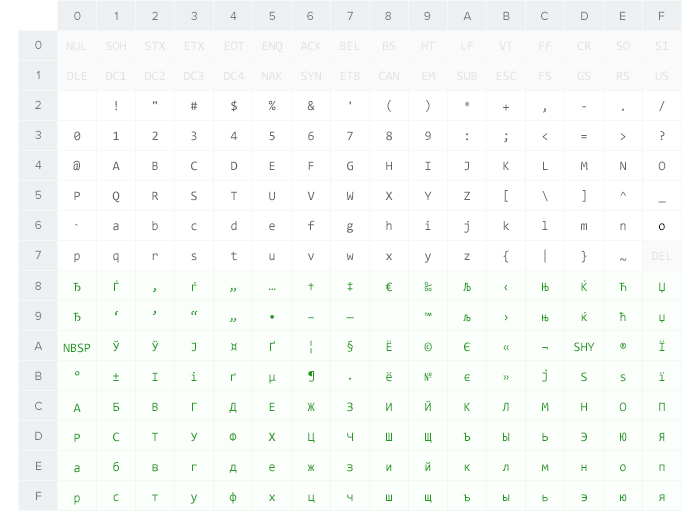 0 1 2 3 4 5 6 7 8 9 A B C D E F
0 NUL SOH STX ETX EOT ENQ ACK BEL BS HT LF VT FF CR SO SI
1 DLE DC1 DC2 DC3 DC4 NAK SYN ETB CAN EM SUB ESC FS GS RS US
2 ! " # $ % & ' ( ) * + , - . /
3 0 1 2 3 4 5 6 7 8 9 : ; < = > ?
4 @ A B C D E F G H I J K L M N O
5 P Q R S T U V W X Y Z [ \ ] ^ _
6 ` a b c d e f g h i j k l m n o
7 p q r s t u v w x y z { | } ~ DEL
8 Ђ Ѓ ‚ ѓ „ … † ‡ € ‰ Љ ‹ Њ Ќ Ћ Џ
9 Ђ ‘ ’ “ „ • – — ™ љ › њ ќ ћ џ
A NBSP Ў Ў Ј ¤ Ґ ¦ § Ё © Є « ¬ SHY ® Ї
B ° ± І і ґ µ ¶ · ё № є » ј Ѕ ѕ ї
C А Б В Г Д Е Ж З И Й К Л М Н О П
D Р С Т У Ф Х Ц Ч Ш Щ Ъ Ы Ь Э Ю Я
E а б в г д е ж з и й к л м н о п
F р с т у ф х ц ч ш щ ъ ы ь э ю я